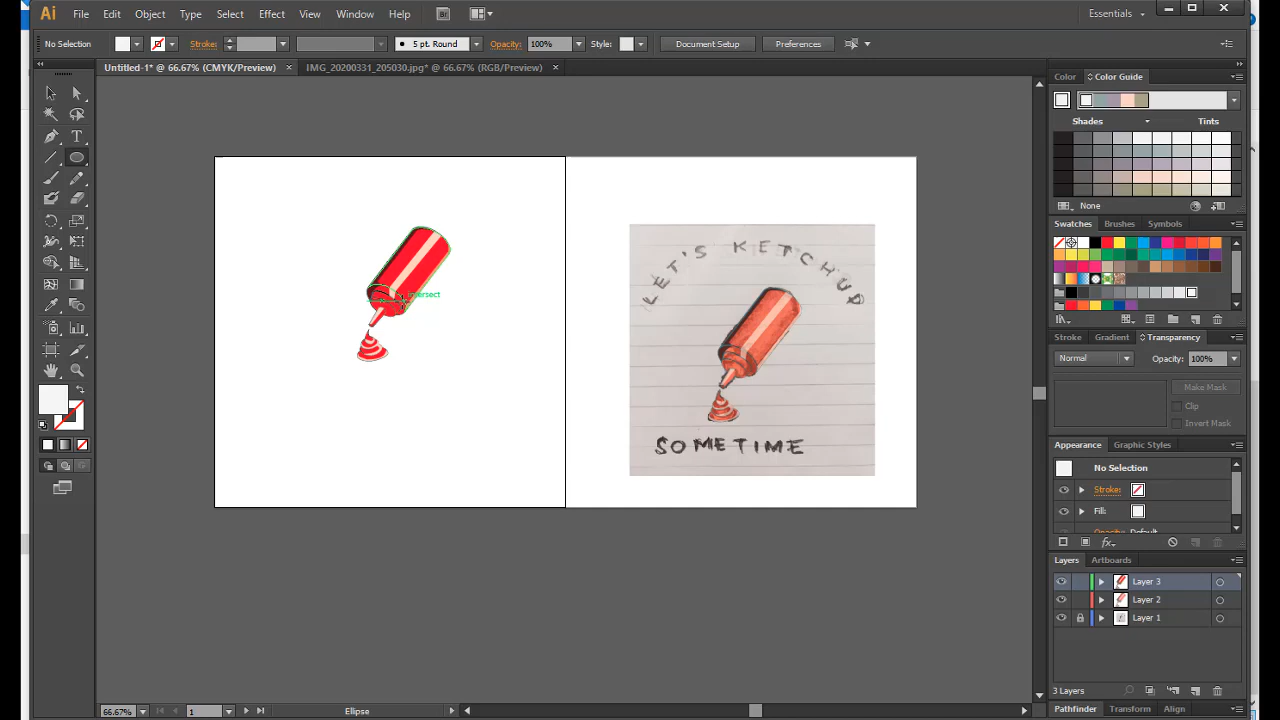 Ai File Edit Object Type Select Effect View Window Help Br Essentials
No Selection Stroke: 5 pt. Round Opacity: 100% Style: Document Setup Preferences
Untitled-1* @ 66.67% (CMYK/Preview) × IMG_20200331_205030.jpg* @ 66.67% (RGB/Preview) ×
Color Color Guide
Shades Tints
None
Swatches Brushes Symbols
LET'S KETCHUP
SOMETIME
Stroke Gradient Transparency
Normal Opacity: 100%
Make Mask
Clip
Invert Mask
Appearance Graphic Styles
No Selection
Stroke:
Fill:
Opacity: Default
fx
Layers Artboards
Layer 3
Layer 2
Layer 1
3 Layers
66.67% 1 Ellipse
Pathfinder Transform Align